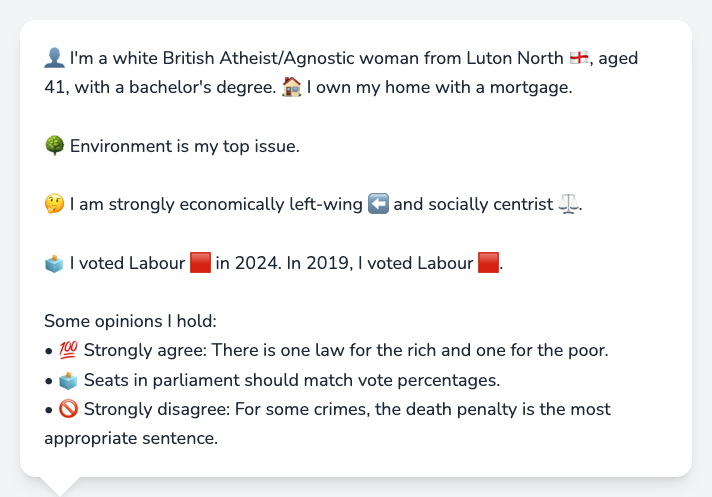 👤 I'm a white British Atheist/Agnostic woman from Luton North 🏴󠁧󠁢󠁥󠁮󠁧󠁿, aged
41, with a bachelor's degree. 🏠 I own my home with a mortgage.
🌳 Environment is my top issue.
🤔 I am strongly economically left-wing ⬅️ and socially centrist ⚖️.
🗳️ I voted Labour 🟥 in 2024. In 2019, I voted Labour 🟥.
Some opinions I hold:
• 💯 Strongly agree: There is one law for the rich and one for the poor.
• 🗳️ Seats in parliament should match vote percentages.
• 🚫 Strongly disagree: For some crimes, the death penalty is the most
appropriate sentence.